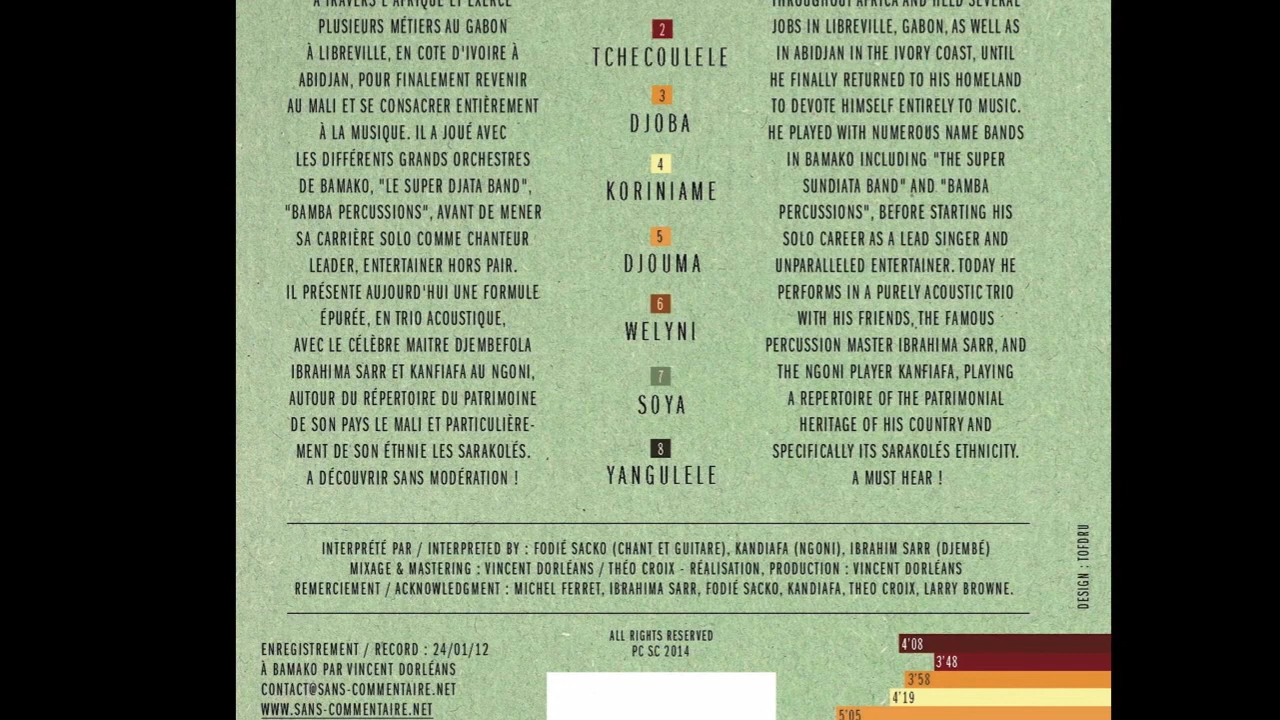 À TRAVERS L'AFRIQUE ET EXERCÉ
PLUSIEURS MÉTIERS AU GABON
À LIBREVILLE, EN COTE D'IVOIRE À
ABIDJAN, POUR FINALEMENT REVENIR
AU MALI ET SE CONSACRER ENTIÈREMENT
À LA MUSIQUE. IL A JOUÉ AVEC
LES DIFFÉRENTS GRANDS ORCHESTRES
DE BAMAKO, "LE SUPER DJATA BAND",
"BAMBA PERCUSSIONS", AVANT DE MENER
SA CARRIÈRE SOLO COMME CHANTEUR
LEADER, ENTERTAINER HORS PAIR.
IL PRÉSENTE AUJOURD'HUI UNE FORMULE
ÉPURÉE, EN TRIO ACOUSTIQUE,
AVEC LE CÉLÈBRE MAITRE DJEMBEFOLA
IBRAHIMA SARR ET KANFIAFA AU NGONI,
AUTOUR DU RÉPERTOIRE DU PATRIMOINE
DE SON PAYS LE MALI ET PARTICULIÈRE-
MENT DE SON ÉTHNIE LES SARAKOLÉS.
A DÉCOUVRIR SANS MODÉRATION !
2
TCHECOULELE
3
DJOBA
4
KORINIAME
5
DJOUMA
6
WELYNI
7
SOYA
8
YANGULELE
THROUGHOUT AFRICA AND HELD SEVERAL
JOBS IN LIBREVILLE, GABON, AS WELL AS
IN ABIDJAN IN THE IVORY COAST, UNTIL
HE FINALLY RETURNED TO HIS HOMELAND
TO DEVOTE HIMSELF ENTIRELY TO MUSIC.
HE PLAYED WITH NUMEROUS NAME BANDS
IN BAMAKO INCLUDING "THE SUPER
SUNDIATA BAND" AND "BAMBA
PERCUSSIONS", BEFORE STARTING HIS
SOLO CAREER AS A LEAD SINGER AND
UNPARALLELED ENTERTAINER. TODAY HE
PERFORMS IN A PURELY ACOUSTIC TRIO
WITH HIS FRIENDS, THE FAMOUS
PERCUSSION MASTER IBRAHIMA SARR, AND
THE NGONI PLAYER KANFIAFA, PLAYING
A REPERTOIRE OF THE PATRIMONIAL
HERITAGE OF HIS COUNTRY AND
SPECIFICALLY ITS SARAKOLÉS ETHNICITY.
A MUST HEAR !
INTERPRÉTÉ PAR / INTERPRETED BY : FODIÉ SACKO (CHANT ET GUITARE), KANDIAFA (NGONI), IBRAHIM SARR (DJEMBÉ)
MIXAGE & MASTERING : VINCENT DORLÉANS / THÉO CROIX - RÉALISATION, PRODUCTION : VINCENT DORLÉANS
REMERCIEMENT / ACKNOWLEDGMENT : MICHEL FERRET, IBRAHIMA SARR, FODIÉ SACKO, KANDIAFA, THEO CROIX, LARRY BROWNE.
DESIGN : TOFDRU
ENREGISTREMENT / RECORD : 24/01/12
À BAMAKO PAR VINCENT DORLÉANS
CONTACT@SANS-COMMENTAIRE.NET
WWW.SANS-COMMENTAIRE.NET
ALL RIGHTS RESERVED
PC SC 2014
4'08
3'48
3'58
4'19
5'05